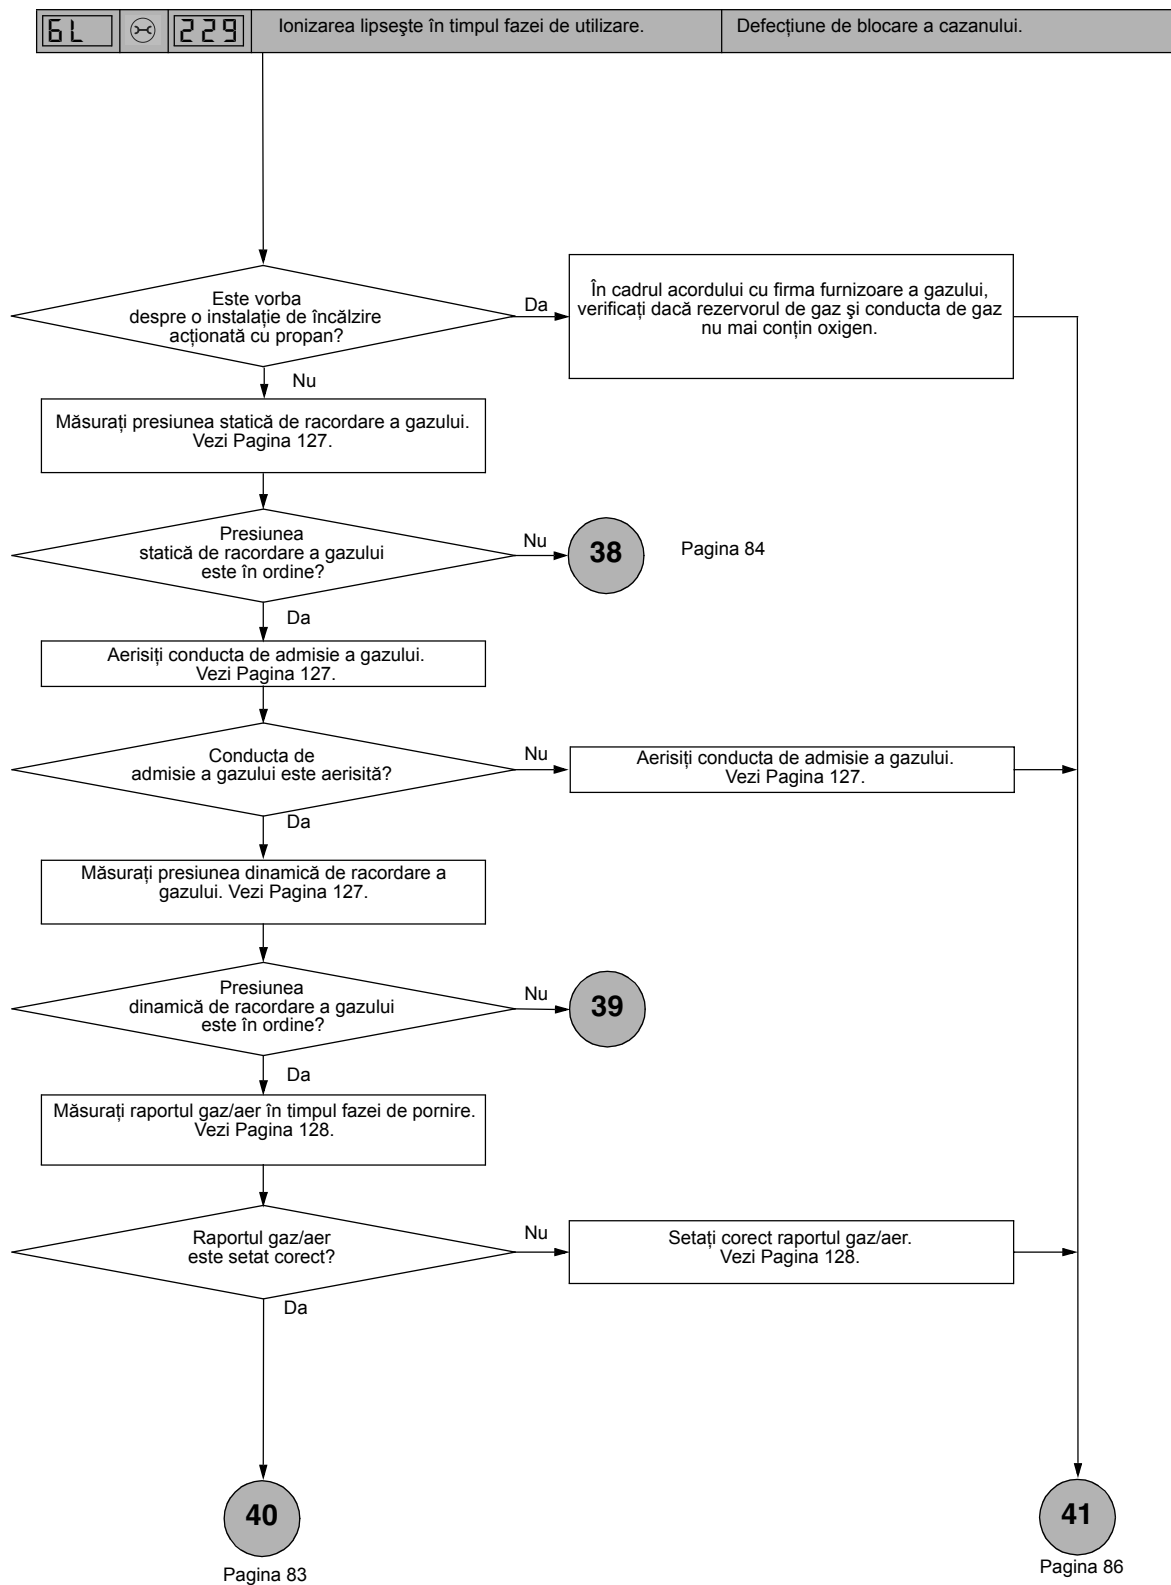 6L 229 Ionizarea lipseşte în timpul fazei de utilizare. Defecțiune de blocare a cazanului.
Este vorba
despre o instalație de încălzire
acționată cu propan?
Da
În cadrul acordului cu firma furnizoare a gazului,
verificați dacă rezervorul de gaz şi conducta de gaz
nu mai conțin oxigen.
Nu
Măsurați presiunea statică de racordare a gazului.
Vezi Pagina 127.
Presiunea
statică de racordare a gazului
este în ordine?
Nu
38
Pagina 84
Da
Aerisiți conducta de admisie a gazului.
Vezi Pagina 127.
Conducta de
admisie a gazului este aerisită?
Nu
Aerisiți conducta de admisie a gazului.
Vezi Pagina 127.
Da
Măsurați presiunea dinamică de racordare a
gazului. Vezi Pagina 127.
Presiunea
dinamică de racordare a gazului
este în ordine?
Nu
39
Da
Măsurați raportul gaz/aer în timpul fazei de pornire.
Vezi Pagina 128.
Raportul gaz/aer
este setat corect?
Nu
Setați corect raportul gaz/aer.
Vezi Pagina 128.
Da
40
Pagina 83
41
Pagina 86